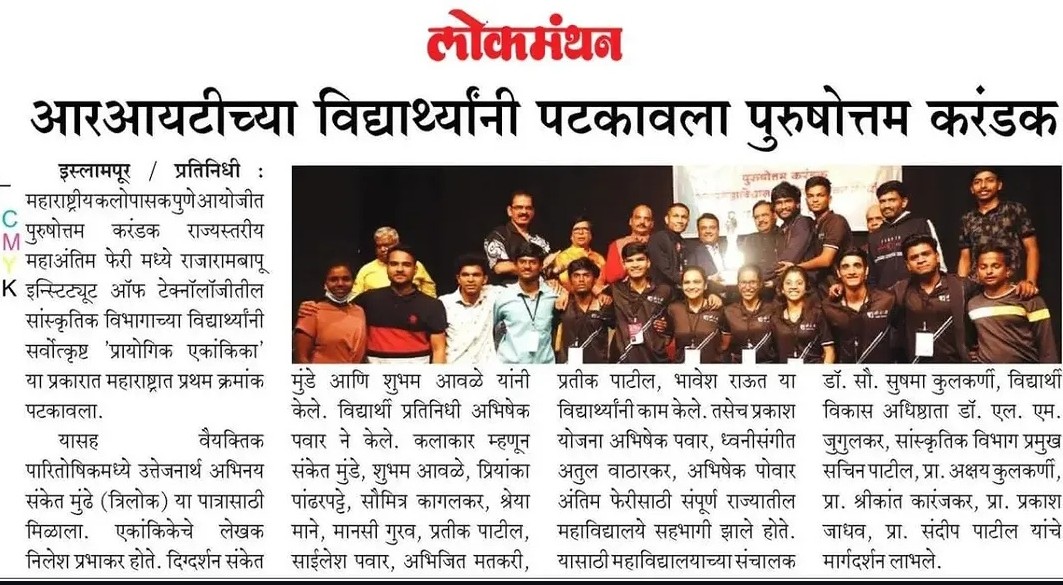 लोकमंथन
आरआयटीच्या विद्यार्थ्यांनी पटकावला पुरुषोत्तम करंडक
इस्लामपूर / प्रतिनिधी :
महाराष्ट्रीय कलोपासक पुणे आयोजीत
पुरुषोत्तम करंडक राज्यस्तरीय
महाअंतिम फेरी मध्ये राजारामबापू
इन्स्टिट्यूट ऑफ टेक्नॉलॉजीतील
सांस्कृतिक विभागाच्या विद्यार्थ्यांनी
सर्वोत्कृष्ट 'प्रायोगिक एकांकिका'
या प्रकारात महाराष्ट्रात प्रथम क्रमांक
पटकावला.
यासह वैयक्तिक
पारितोषिकमध्ये उत्तेजनार्थ अभिनय
संकेत मुंढे (त्रिलोक) या पात्रासाठी
मिळाला. एकांकिकेचे लेखक
निलेश प्रभाकर होते. दिग्दर्शन संकेत
मुंडे आणि शुभम आवळे यांनी
केले. विद्यार्थी प्रतिनिधी अभिषेक
पवार ने केले. कलाकार म्हणून
संकेत मुंडे, शुभम आवळे, प्रियांका
पांढरपट्टे, सौमित्र कागलकर, श्रेया
माने, मानसी गुरव, प्रतीक पाटील,
साईलेश पवार, अभिजित मतकरी,
प्रतीक पाटील, भावेश राऊत या
विद्यार्थ्यांनी काम केले. तसेच प्रकाश
योजना अभिषेक पवार, ध्वनीसंगीत
अतुल वाठारकर, अभिषेक पोवार
अंतिम फेरीसाठी संपूर्ण राज्यातील
महाविद्यालये सहभागी झाले होते.
यासाठी महाविद्यालयाच्या संचालक
डॉ. सौ. सुषमा कुलकर्णी, विद्यार्थी
विकास अधिष्ठाता डॉ. एल. एम.
जुगुलकर, सांस्कृतिक विभाग प्रमुख
सचिन पाटील, प्रा. अक्षय कुलकर्णी,
प्रा. श्रीकांत कारंजकर, प्रा. प्रकाश
जाधव, प्रा. संदीप पाटील यांचे
मार्गदर्शन लाभले.
पुरुषोत्तम करंडक
C
M
Y
K